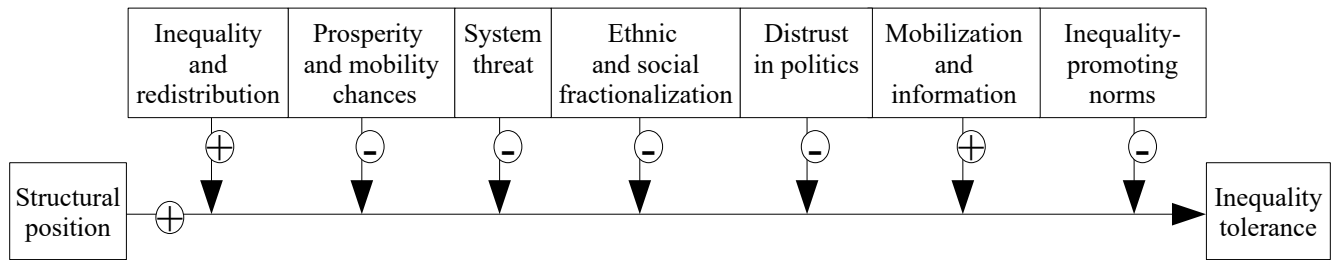 Inequality
and
redistribution
Prosperity
and mobility
chances
System
threat
Ethnic
and social
fractionalization
Distrust
in politics
Mobilization
and
information
Inequality-
promoting
norms
+
-
-
-
-
+
-
Structural
position
+
Inequality
tolerance